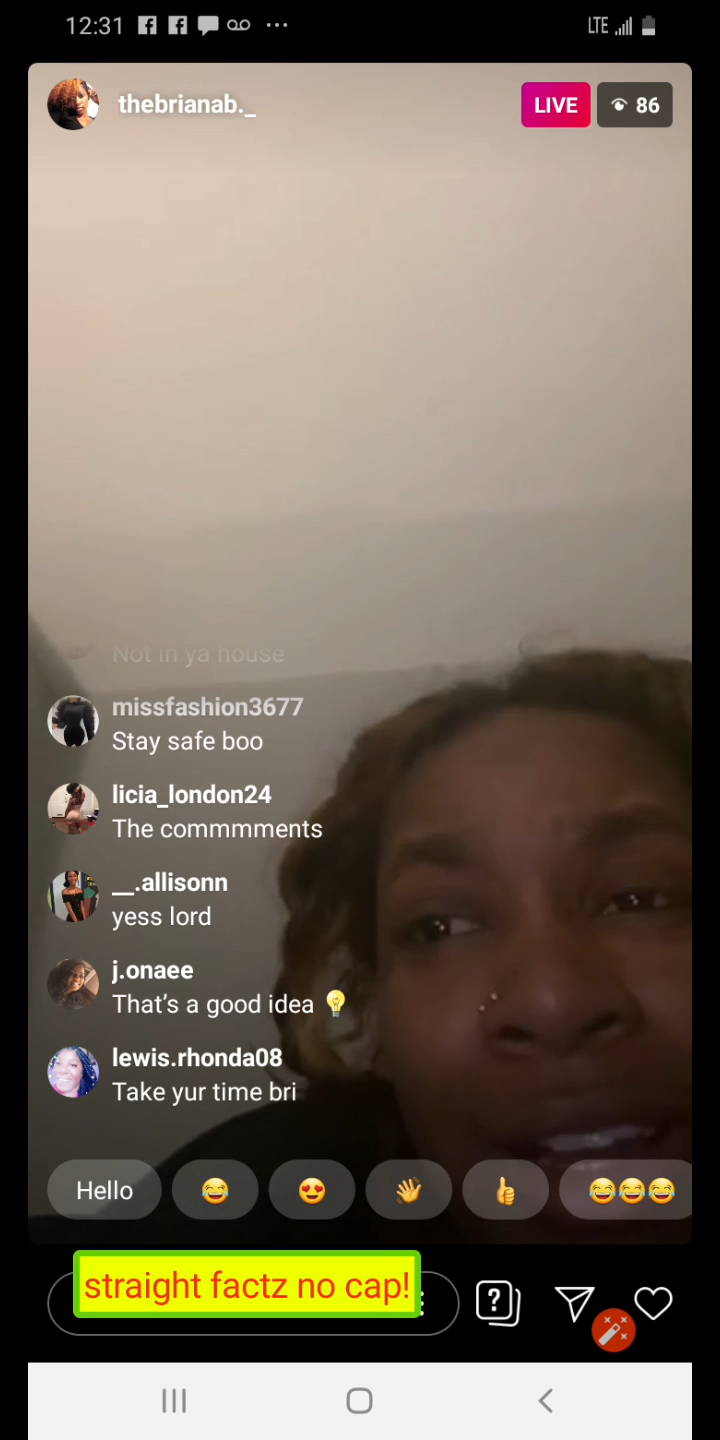 12:31
LTE
thebrianab._
LIVE
86
Not in ya house
missfashion3677
Stay safe boo
licia_london24
The commmments
__.allisonn
yess lord
j.onaee
That's a good idea 💡
lewis.rhonda08
Take yur time bri
Hello 😂 😍 👋 👍 😂😂😂
straight factz no cap!
?